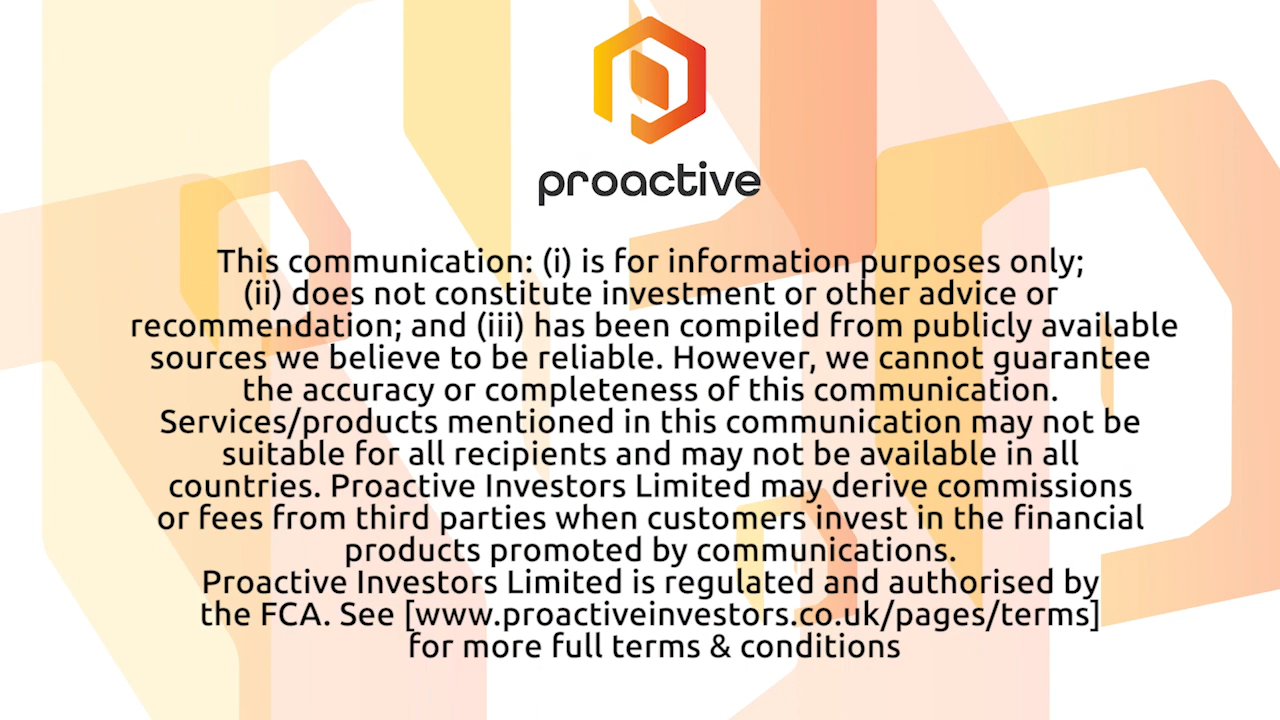 proactive
This communication: (i) is for information purposes only;
(ii) does not constitute investment or other advice or
recommendation; and (iii) has been compiled from publicly available
sources we believe to be reliable. However, we cannot guarantee
the accuracy or completeness of this communication.
Services/products mentioned in this communication may not be
suitable for all recipients and may not be available in all
countries. Proactive Investors Limited may derive commissions
or fees from third parties when customers invest in the financial
products promoted by communications.
Proactive Investors Limited is regulated and authorised by
the FCA. See [www.proactiveinvestors.co.uk/pages/terms]
for more full terms & conditions